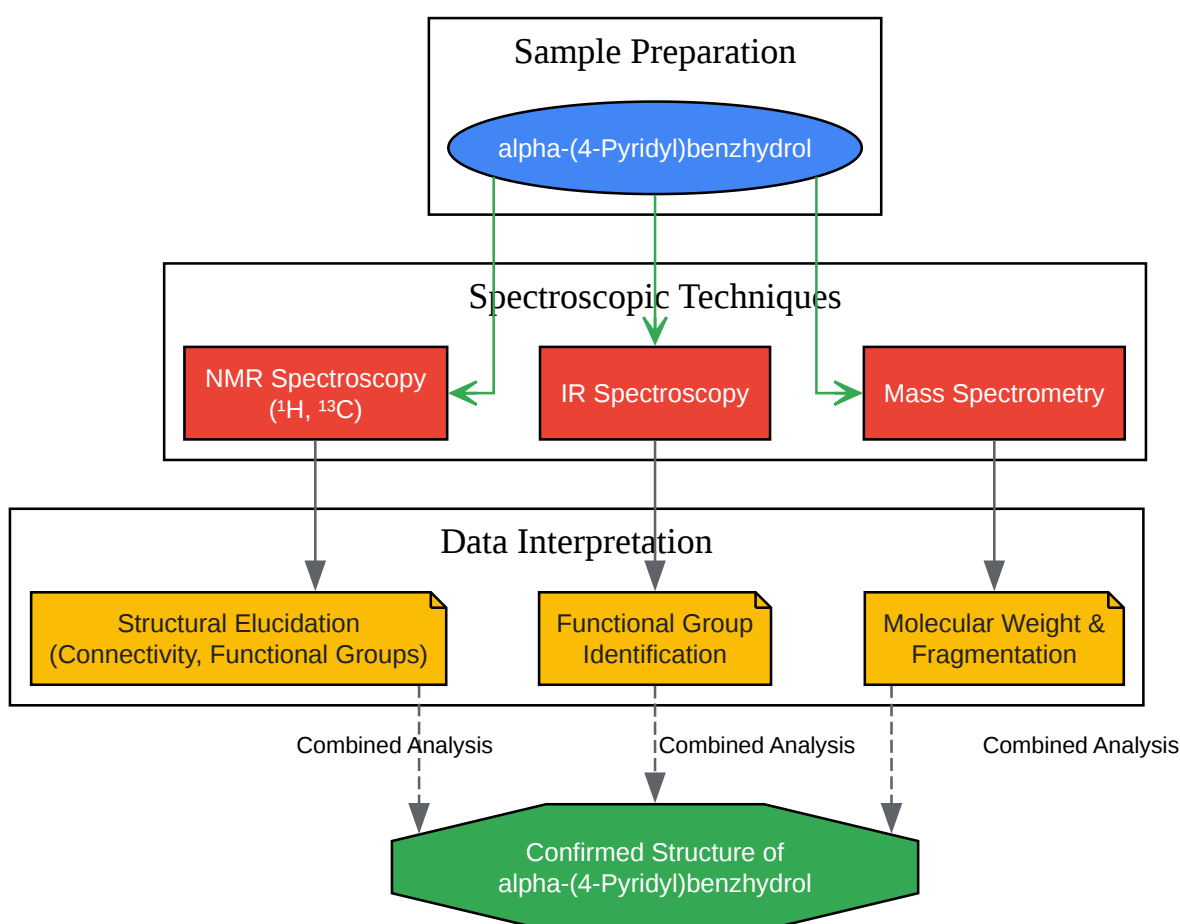 Sample Preparation
alpha-(4-Pyridyl)benzhydrol
Spectroscopic Techniques
NMR Spectroscopy
(¹H, ¹³C)
IR Spectroscopy
Mass Spectrometry
Data Interpretation
Structural Elucidation
(Connectivity, Functional Groups)
Functional Group
Identification
Molecular Weight &
Fragmentation
Combined Analysis
Combined Analysis
Combined Analysis
Confirmed Structure of
alpha-(4-Pyridyl)benzhydrol